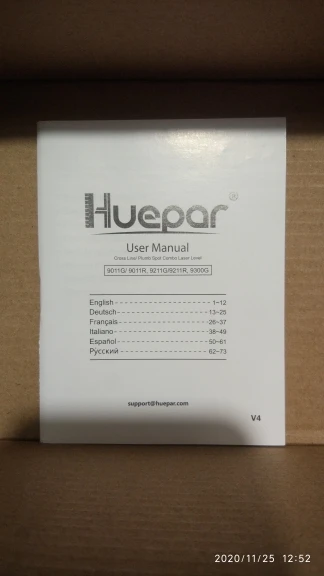 Huepar®
User Manual
Cross Line/ Plumb Spot Combo Laser Level
9011G/ 9011R, 9211G/9211R, 9300G
English - - - - - - - - - - - - - - - - - - - - 1~12
Deutsch - - - - - - - - - - - - - - - - - - - 13~25
Français - - - - - - - - - - - - - - - - - - - 26~37
Italiano - - - - - - - - - - - - - - - - - - - - 38~49
Español - - - - - - - - - - - - - - - - - - - 50~61
Русский - - - - - - - - - - - - - - - - - - - 62~73
support@huepar.com
V4
2020/11/25 12:52